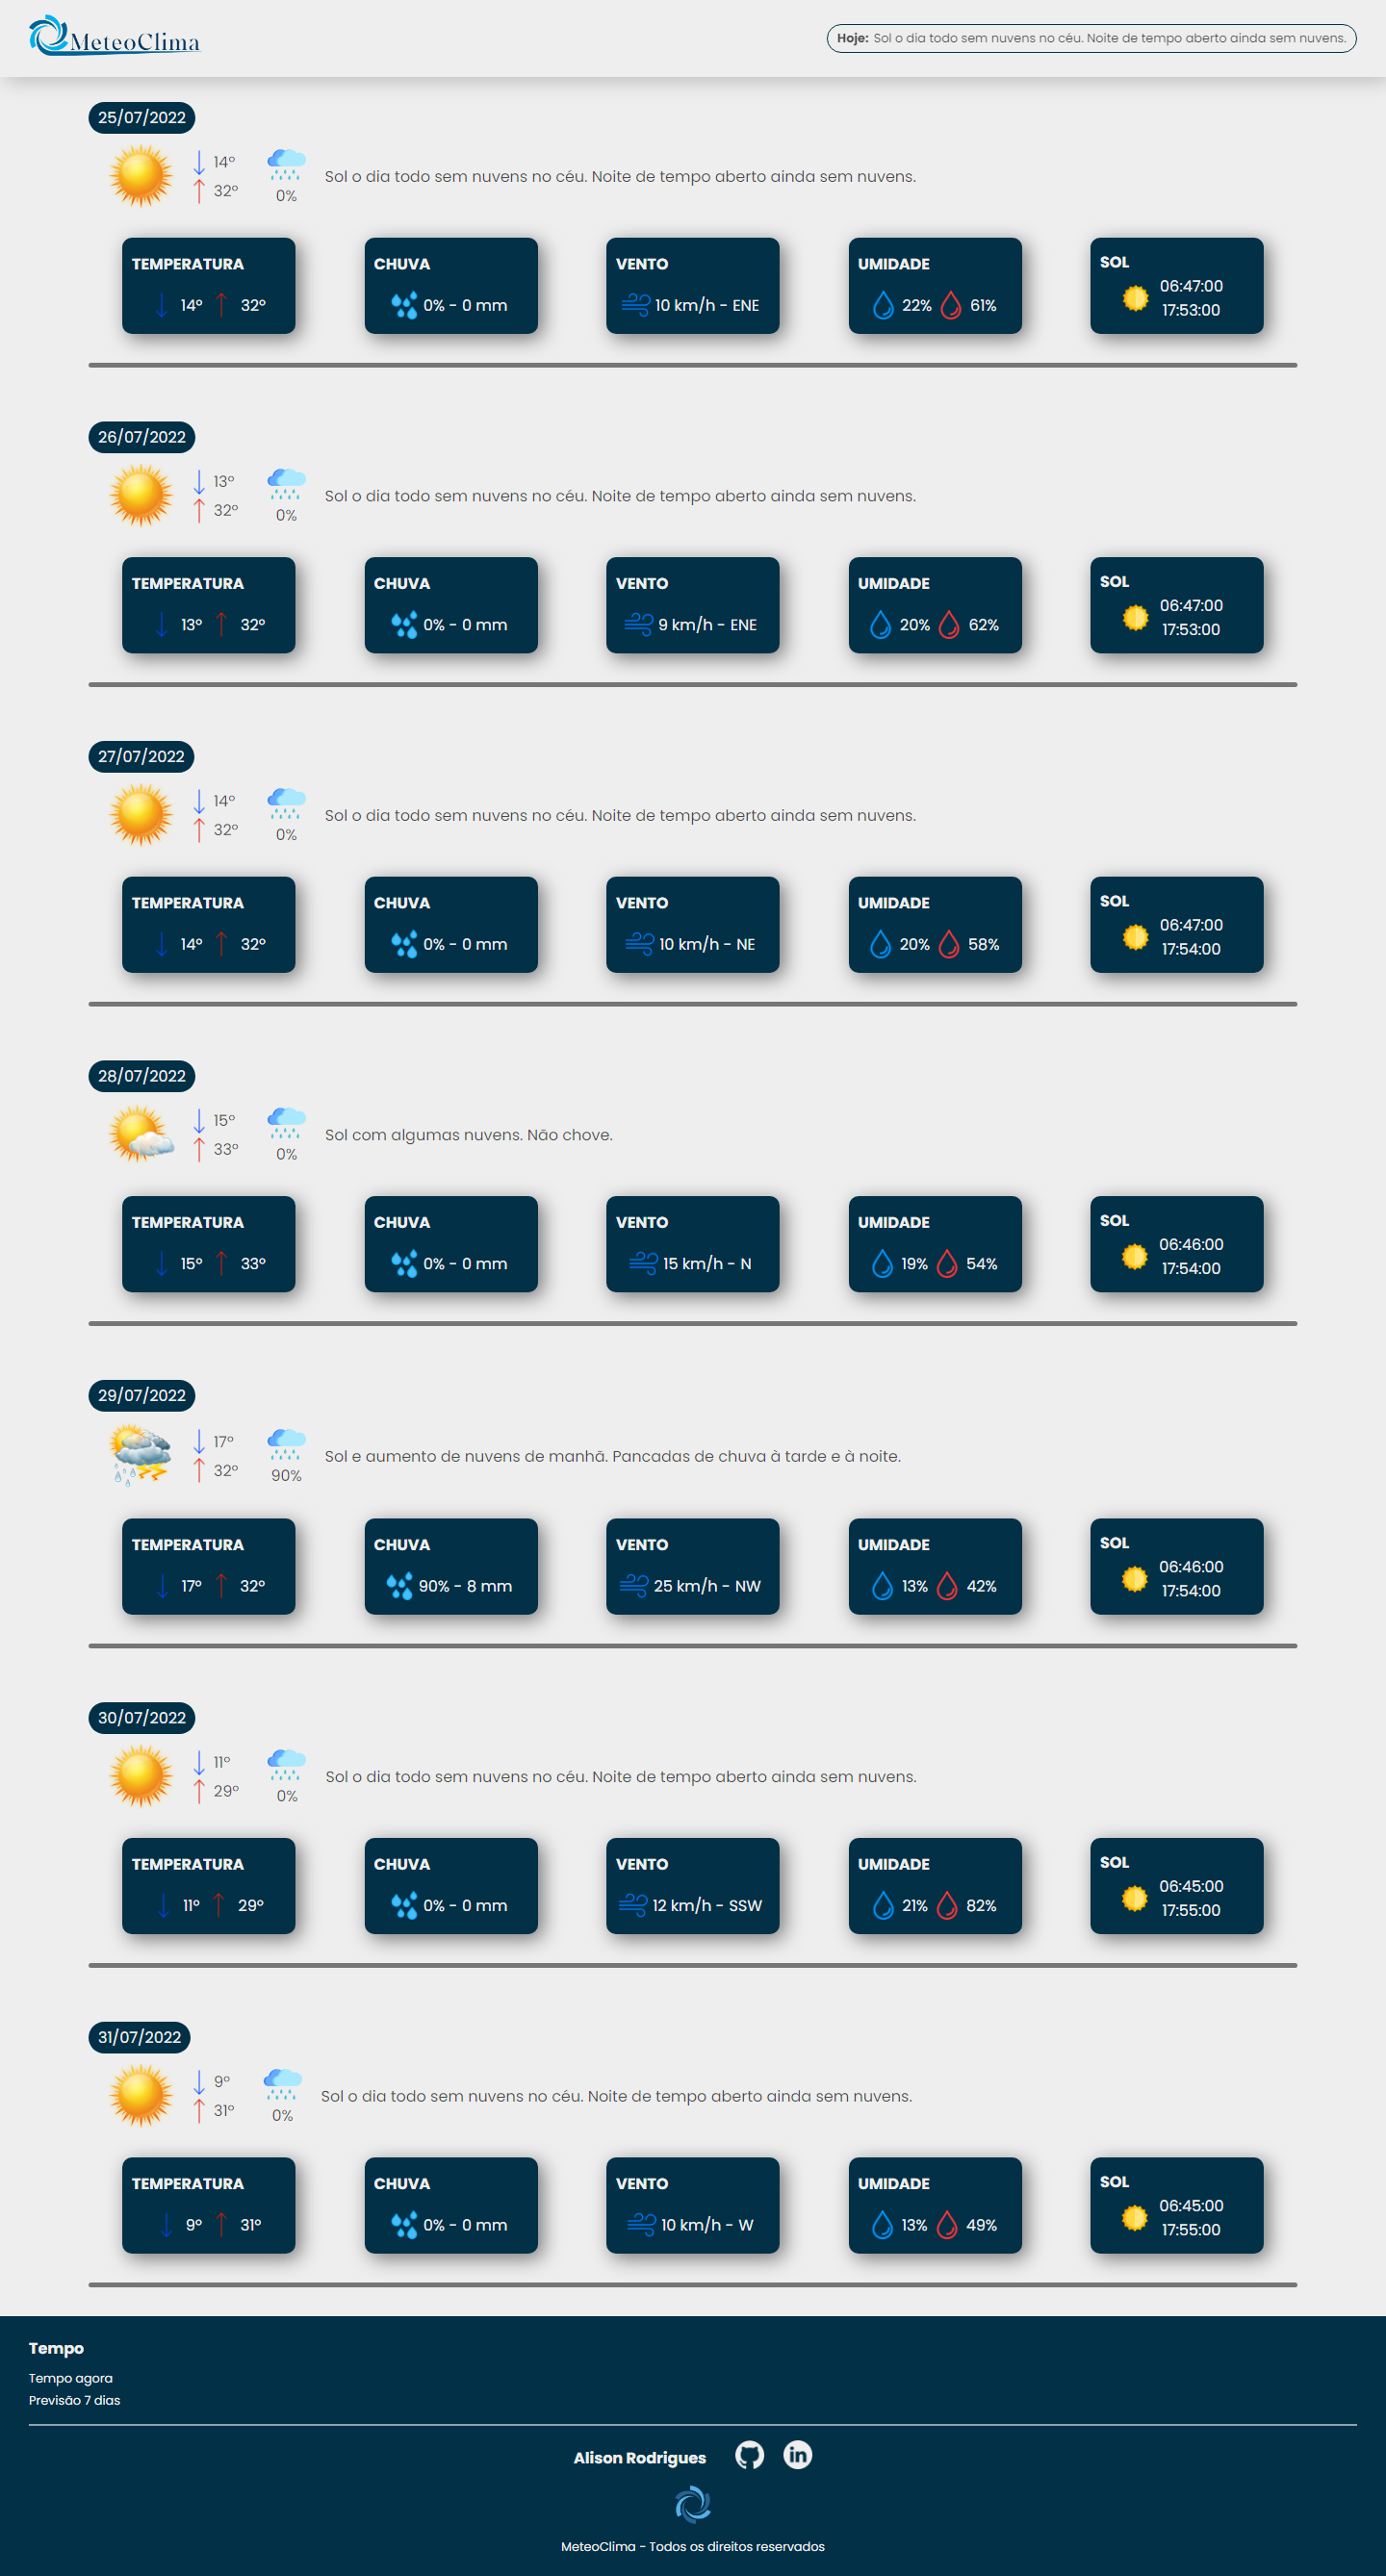 MeteoClima
Hoje: Sol o dia todo sem nuvens no céu. Noite de tempo aberto ainda sem nuvens.
25/07/2022
14º
32º
0%
Sol o dia todo sem nuvens no céu. Noite de tempo aberto ainda sem nuvens.
TEMPERATURA
14º 32º
CHUVA
0% - 0 mm
VENTO
10 km/h - ENE
UMIDADE
22% 61%
SOL
06:47:00
17:53:00
26/07/2022
13º
32º
0%
Sol o dia todo sem nuvens no céu. Noite de tempo aberto ainda sem nuvens.
TEMPERATURA
13º 32º
CHUVA
0% - 0 mm
VENTO
9 km/h - ENE
UMIDADE
20% 62%
SOL
06:47:00
17:53:00
27/07/2022
14º
32º
0%
Sol o dia todo sem nuvens no céu. Noite de tempo aberto ainda sem nuvens.
TEMPERATURA
14º 32º
CHUVA
0% - 0 mm
VENTO
10 km/h - NE
UMIDADE
20% 58%
SOL
06:47:00
17:54:00
28/07/2022
15º
33º
0%
Sol com algumas nuvens. Não chove.
TEMPERATURA
15º 33º
CHUVA
0% - 0 mm
VENTO
15 km/h - N
UMIDADE
19% 54%
SOL
06:46:00
17:54:00
29/07/2022
17º
32º
90%
Sol e aumento de nuvens de manhã. Pancadas de chuva à tarde e à noite.
TEMPERATURA
17º 32º
CHUVA
90% - 8 mm
VENTO
25 km/h - NW
UMIDADE
13% 42%
SOL
06:46:00
17:54:00
30/07/2022
11º
29º
0%
Sol o dia todo sem nuvens no céu. Noite de tempo aberto ainda sem nuvens.
TEMPERATURA
11º 29º
CHUVA
0% - 0 mm
VENTO
12 km/h - SSW
UMIDADE
21% 82%
SOL
06:45:00
17:55:00
31/07/2022
9º
31º
0%
Sol o dia todo sem nuvens no céu. Noite de tempo aberto ainda sem nuvens.
TEMPERATURA
9º 31º
CHUVA
0% - 0 mm
VENTO
10 km/h - W
UMIDADE
13% 49%
SOL
06:45:00
17:55:00
Tempo
Tempo agora
Previsão 7 dias
Alison Rodrigues in
MeteoClima - Todos os direitos reservados